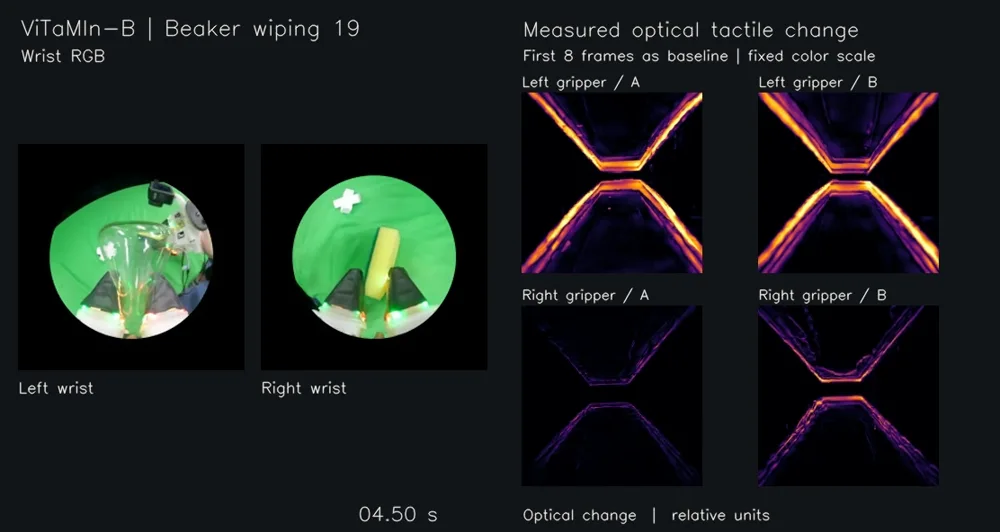 ViTaMIn-B | Beaker wiping 19
Wrist RGB
Left wrist
Right wrist
04.50 s
Measured optical tactile change
First 8 frames as baseline | fixed color scale
Left gripper / A
Left gripper / B
Right gripper / A
Right gripper / B
Optical change | relative units